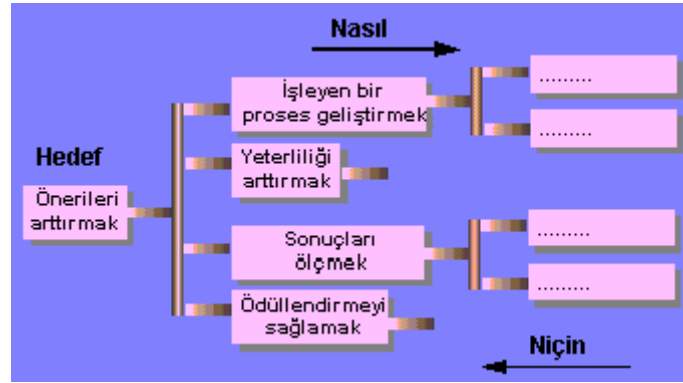 Nasıl
Hedef
Önerileri
arttırmak
İşleyen bir
proses geliştirmek
Yeterliliği
arttırmak
Sonuçları
ölçmek
Ödüllendirmeyi
sağlamak
.........
.........
.........
.........
Niçin